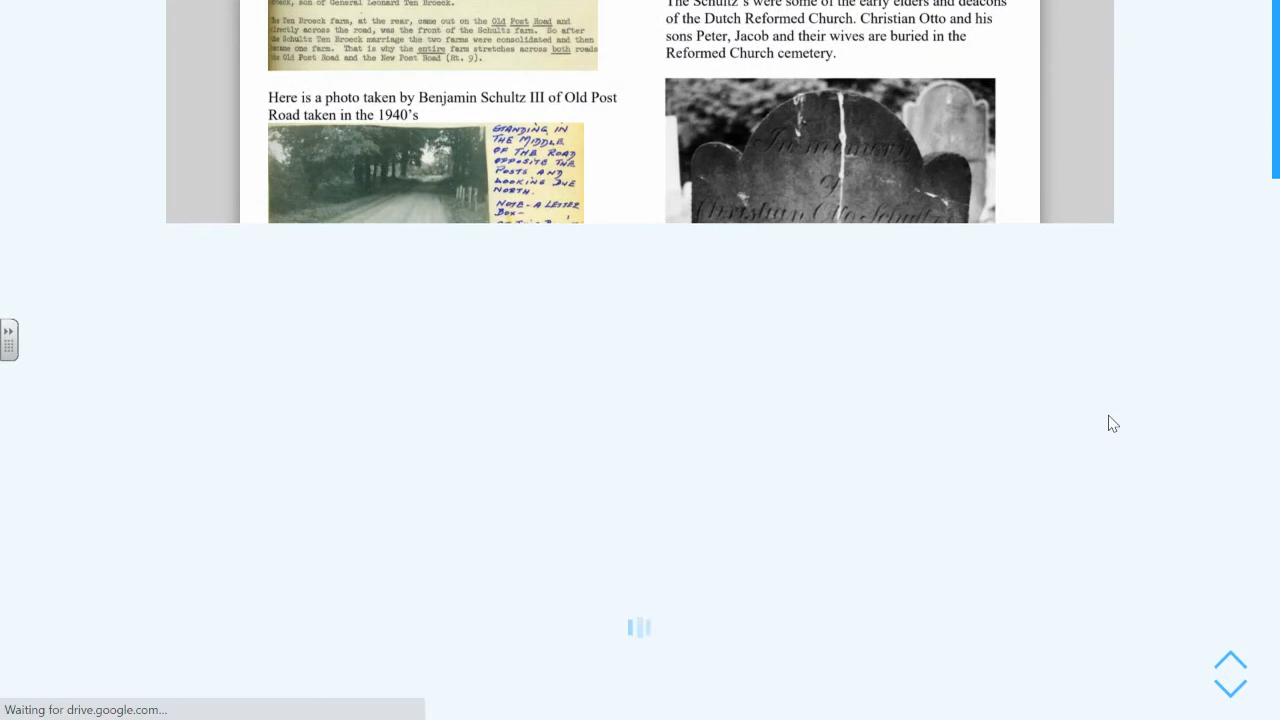 of General Leonard Ten Broeck.
Ten Broeck farm, at the rear, came out on the Old Post Road and
directly across the road, was the front of the Schultz farm. So after
the Schultz Ten Broeck marriage the two farms were consolidated and then
became one farm. That is why the entire farm stretches across both roads
the Old Post Road and the New Post Road (Rt. 9).
Here is a photo taken by Benjamin Schultz III of Old Post
Road taken in the 1940's
STANDING IN
THE MIDDLE
OF THE ROAD
OPPOSITE THE
POSTS AND
LOOKING DUE
NORTH.
NOTE - A LETTER
BOX-
The Schultz's were some of the early elders and deacons
of the Dutch Reformed Church. Christian Otto and his
sons Peter, Jacob and their wives are buried in the
Reformed Church cemetery.
In memory
of
Christian Otto Schultz
Waiting for drive.google.com...